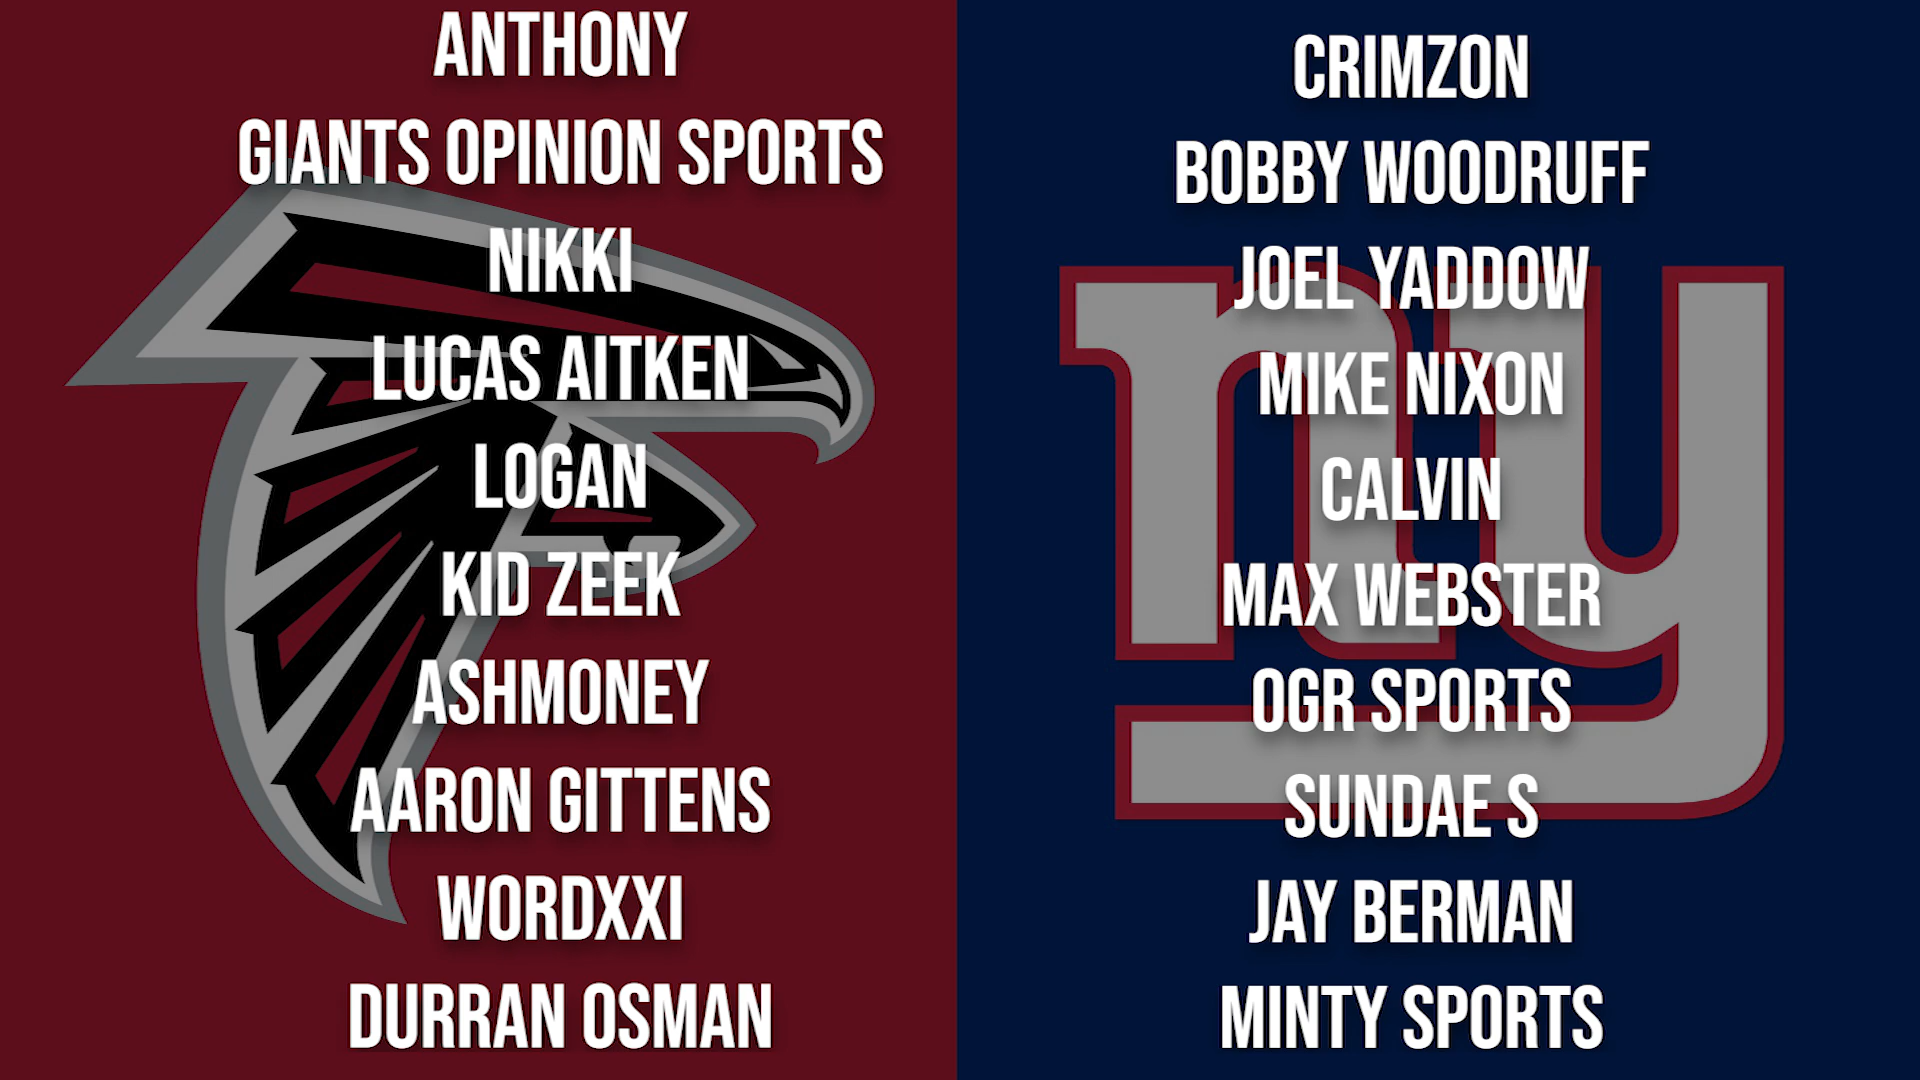 ANTHONY
GIANTS OPINION SPORTS
NIKKI
LUCAS AITKEN
LOGAN
KID ZEEK
ASHMONEY
AARON GITTENS
WORDXXI
DURRAN OSMAN
CRIMZON
BOBBY WOODRUFF
JOEL YADDOW
MIKE NIXON
CALVIN
MAX WEBSTER
OGR SPORTS
SUNDAE S
JAY BERMAN
MINTY SPORTS
ny